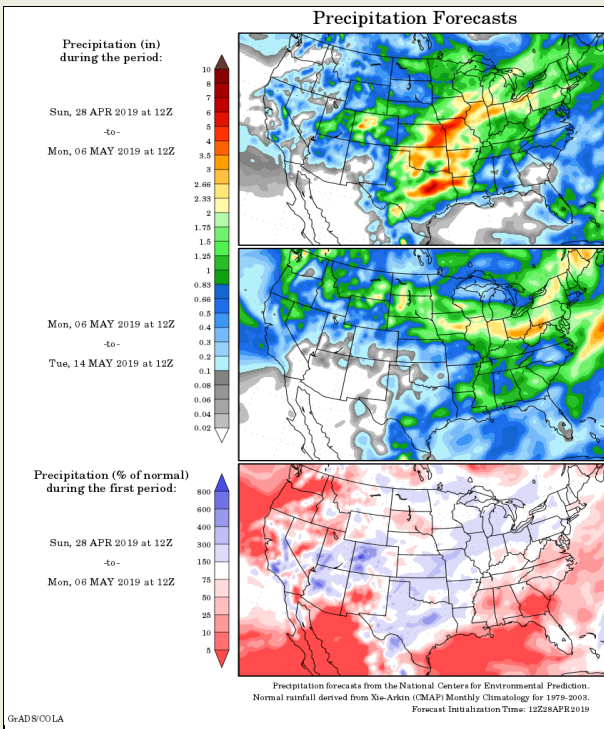 Precipitation Forecasts
Precipitation (in)
during the period:
Sun, 28 APR 2019 at 12Z
-to-
Mon, 06 MAY 2019 at 12Z
10
8
7
6
5
4
3.5
3
2.66
2.33
2
1.75
1.5
1.25
1
0.83
0.66
0.5
0.4
0.3
0.2
0.1
0.08
0.06
0.04
0.02
Mon, 06 MAY 2019 at 12Z
-to-
Tue, 14 MAY 2019 at 12Z
Precipitation (% of normal)
during the first period:
Sun, 28 APR 2019 at 12Z
-to-
Mon, 06 MAY 2019 at 12Z
800
600
400
300
150
75
50
25
10
5
Precipitation forecasts from the National Centers for Environmental Prediction.
Normal rainfall derived from Xie-Arkin (CMAP) Monthly Climatology for 1979-2003.
Forecast Initialization Time: 12Z28APR2019
GrADS/COLA